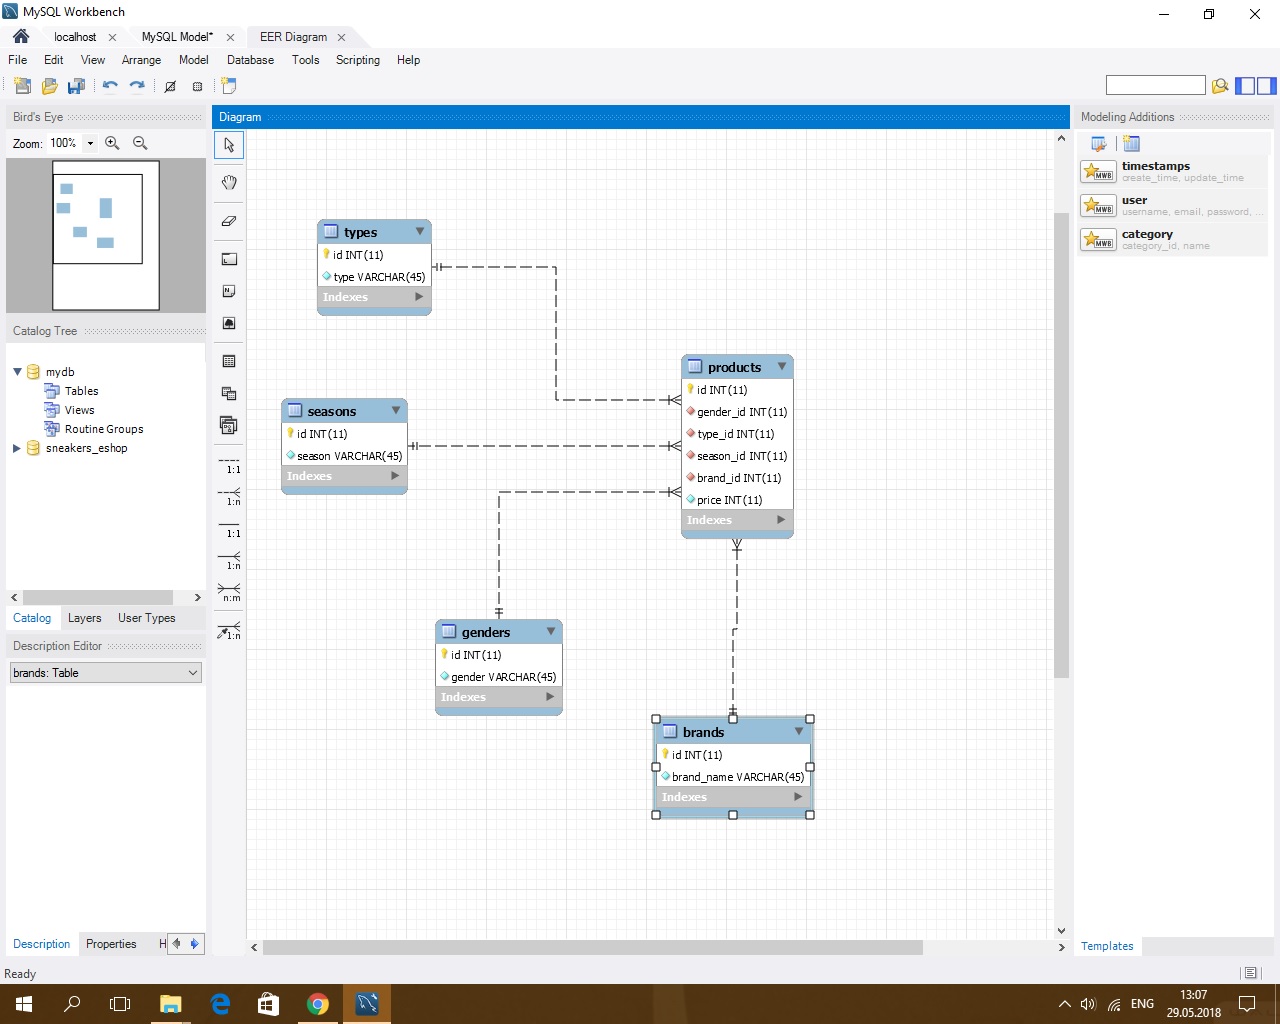 MySQL Workbench
localhost
MySQL Model*
EER Diagram
File Edit View Arrange Model Database Tools Scripting Help
Bird's Eye
Zoom: 100%
Catalog Tree
mydb
Tables
Views
Routine Groups
sneakers_eshop
Catalog Layers User Types
Description Editor
brands: Table
Description Properties H
Diagram
1:1
1:n
1:1
1:n
n:m
1:n
types
id INT(11)
type VARCHAR(45)
Indexes
seasons
id INT(11)
season VARCHAR(45)
Indexes
products
id INT(11)
gender_id INT(11)
type_id INT(11)
season_id INT(11)
brand_id INT(11)
price INT(11)
Indexes
genders
id INT(11)
gender VARCHAR(45)
Indexes
brands
id INT(11)
brand_name VARCHAR(45)
Indexes
Modeling Additions
MWB
timestamps
create_time, update_time
MWB
user
username, email, password, ...
MWB
category
category_id, name
Templates
Ready
ENG
13:07
29.05.2018